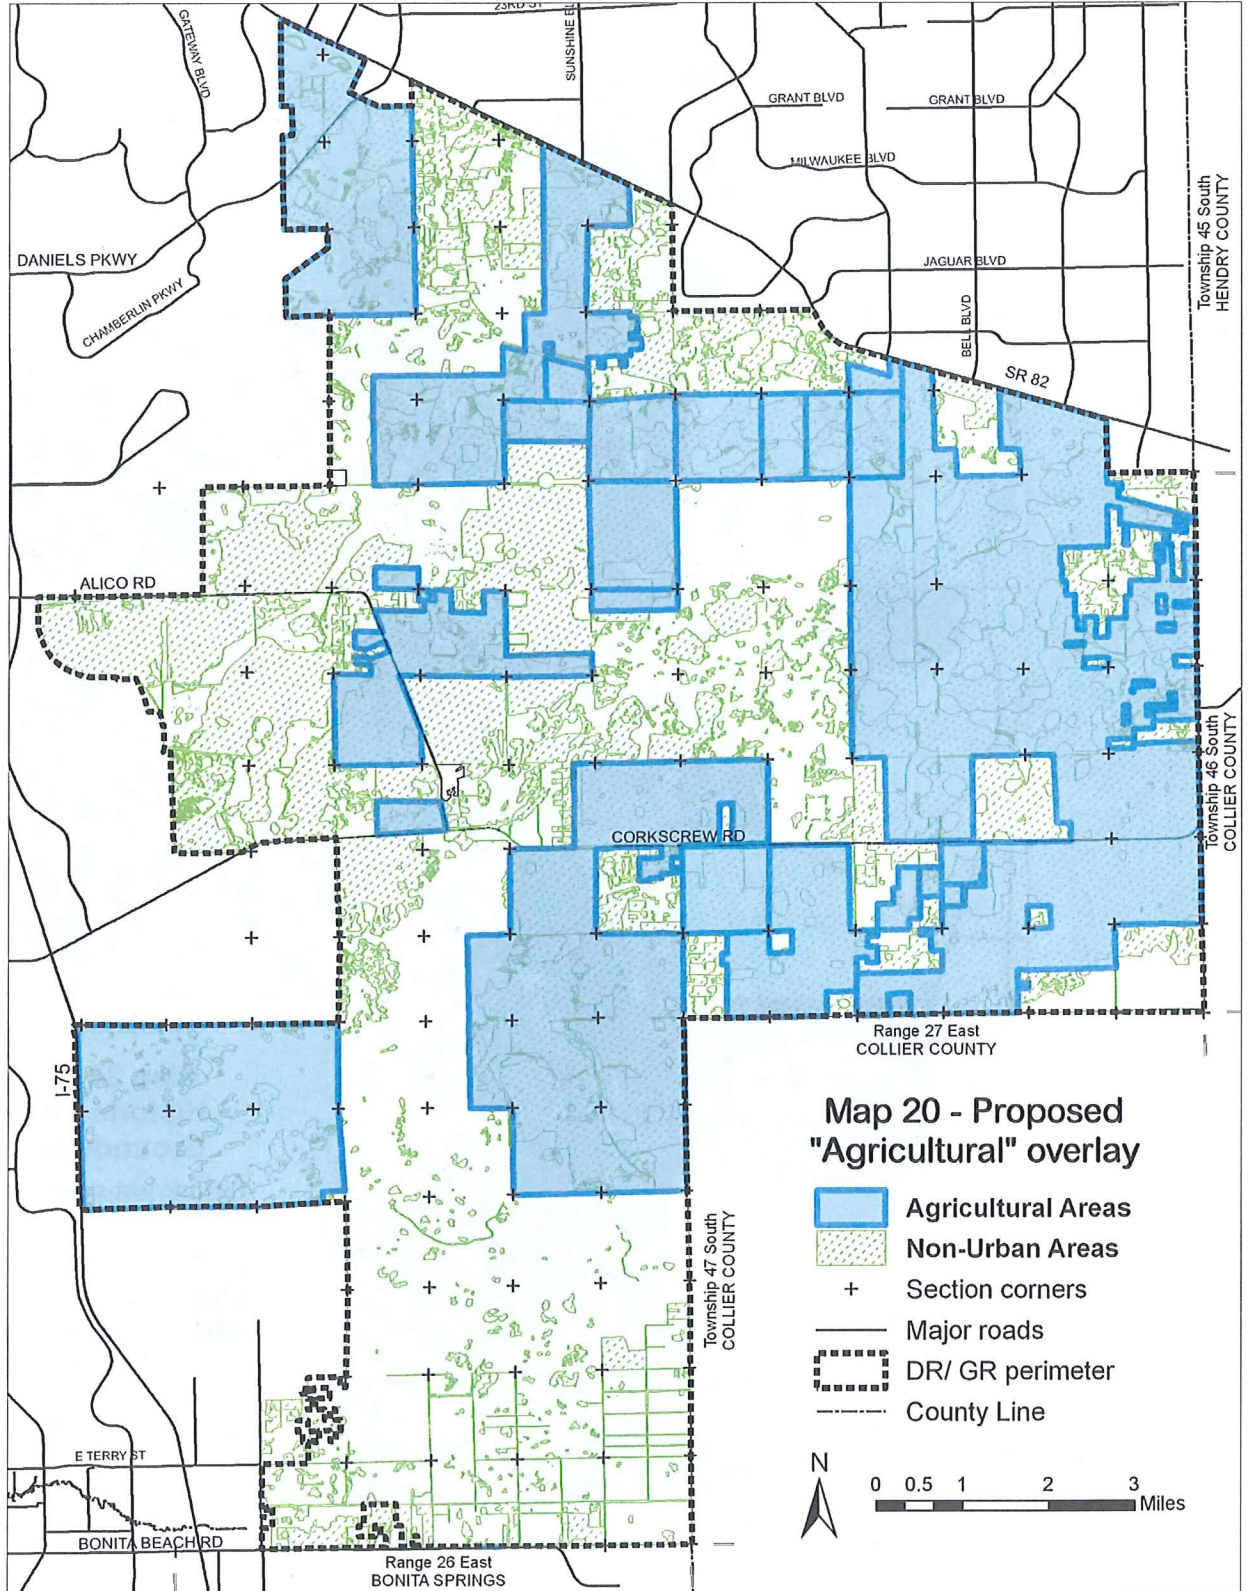 23RD ST
SUNSHINE BL
GATEWAY BLVD
GRANT BLVD
GRANT BLVD
MILWAUKEE BLVD
DANIELS PKWY
CHAMBERLIN PKWY
JAGUAR BLVD
BELL BLVD
Township 45 South
HENDRY COUNTY
SR 82
ALICO RD
CORKSCREW RD
Township 46 South
COLLIER COUNTY
Range 27 East
COLLIER COUNTY
I-75
Map 20 - Proposed
"Agricultural" overlay
Agricultural Areas
Non-Urban Areas
Section corners
Major roads
DR/ GR perimeter
County Line
Township 47 South
COLLIER COUNTY
N
0 0.5 1 2 3
Miles
E TERRY ST
BONITA BEACH RD
Range 26 East
BONITA SPRINGS